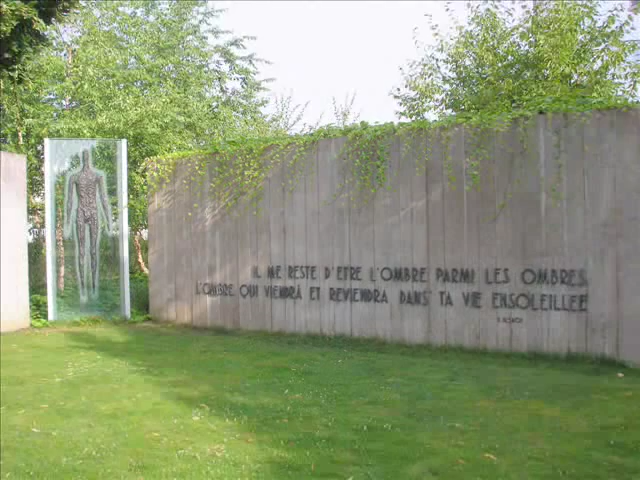 IL ME RESTE D'ETRE L'OMBRE PARMI LES OMBRES
L'OMBRE QUI VIENDRA ET REVIENDRA DANS TA VIE ENSOLEILLEE